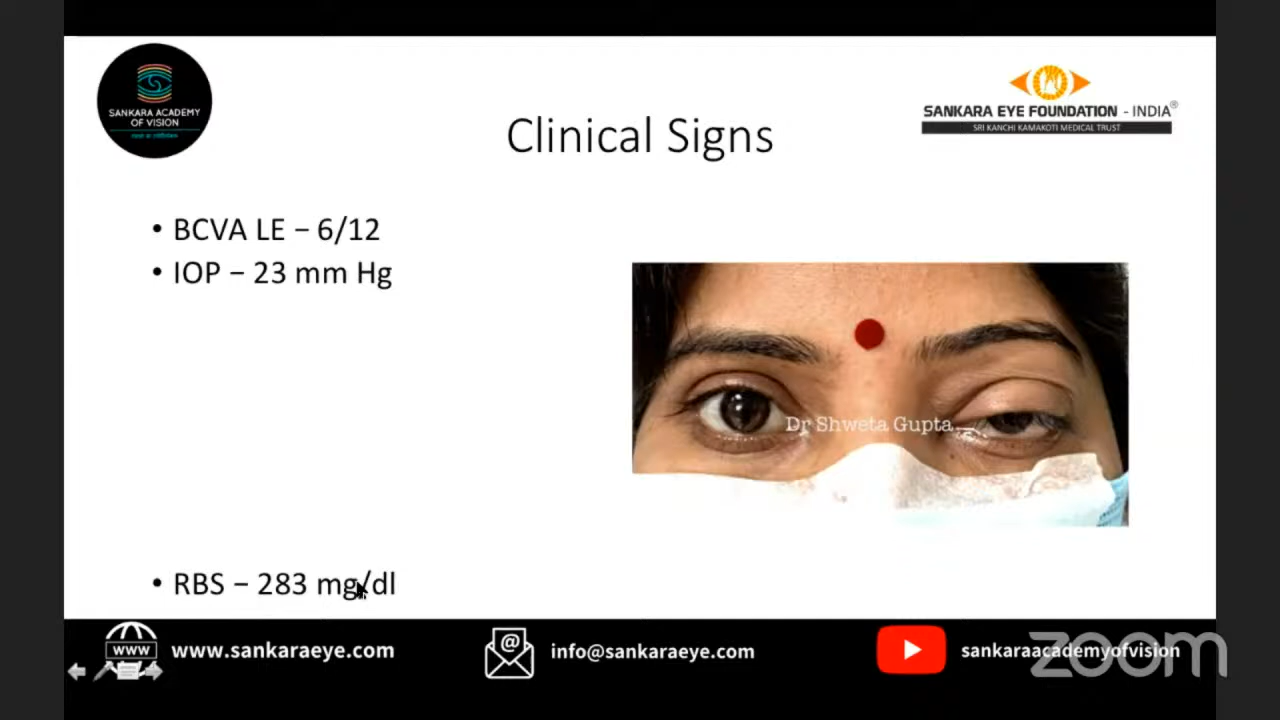 SANKARA ACADEMY
OF VISION
SANKARA EYE FOUNDATION - INDIA®
SRI KANCHI KAMAKOTI MEDICAL TRUST
Clinical Signs
• BCVA LE – 6/12
• IOP – 23 mm Hg
Dr Shweta Gupta
• RBS – 283 mg/dl
www
www.sankaraeye.com
@
info@sankaraeye.com
sankaraacademyofvision
zoom